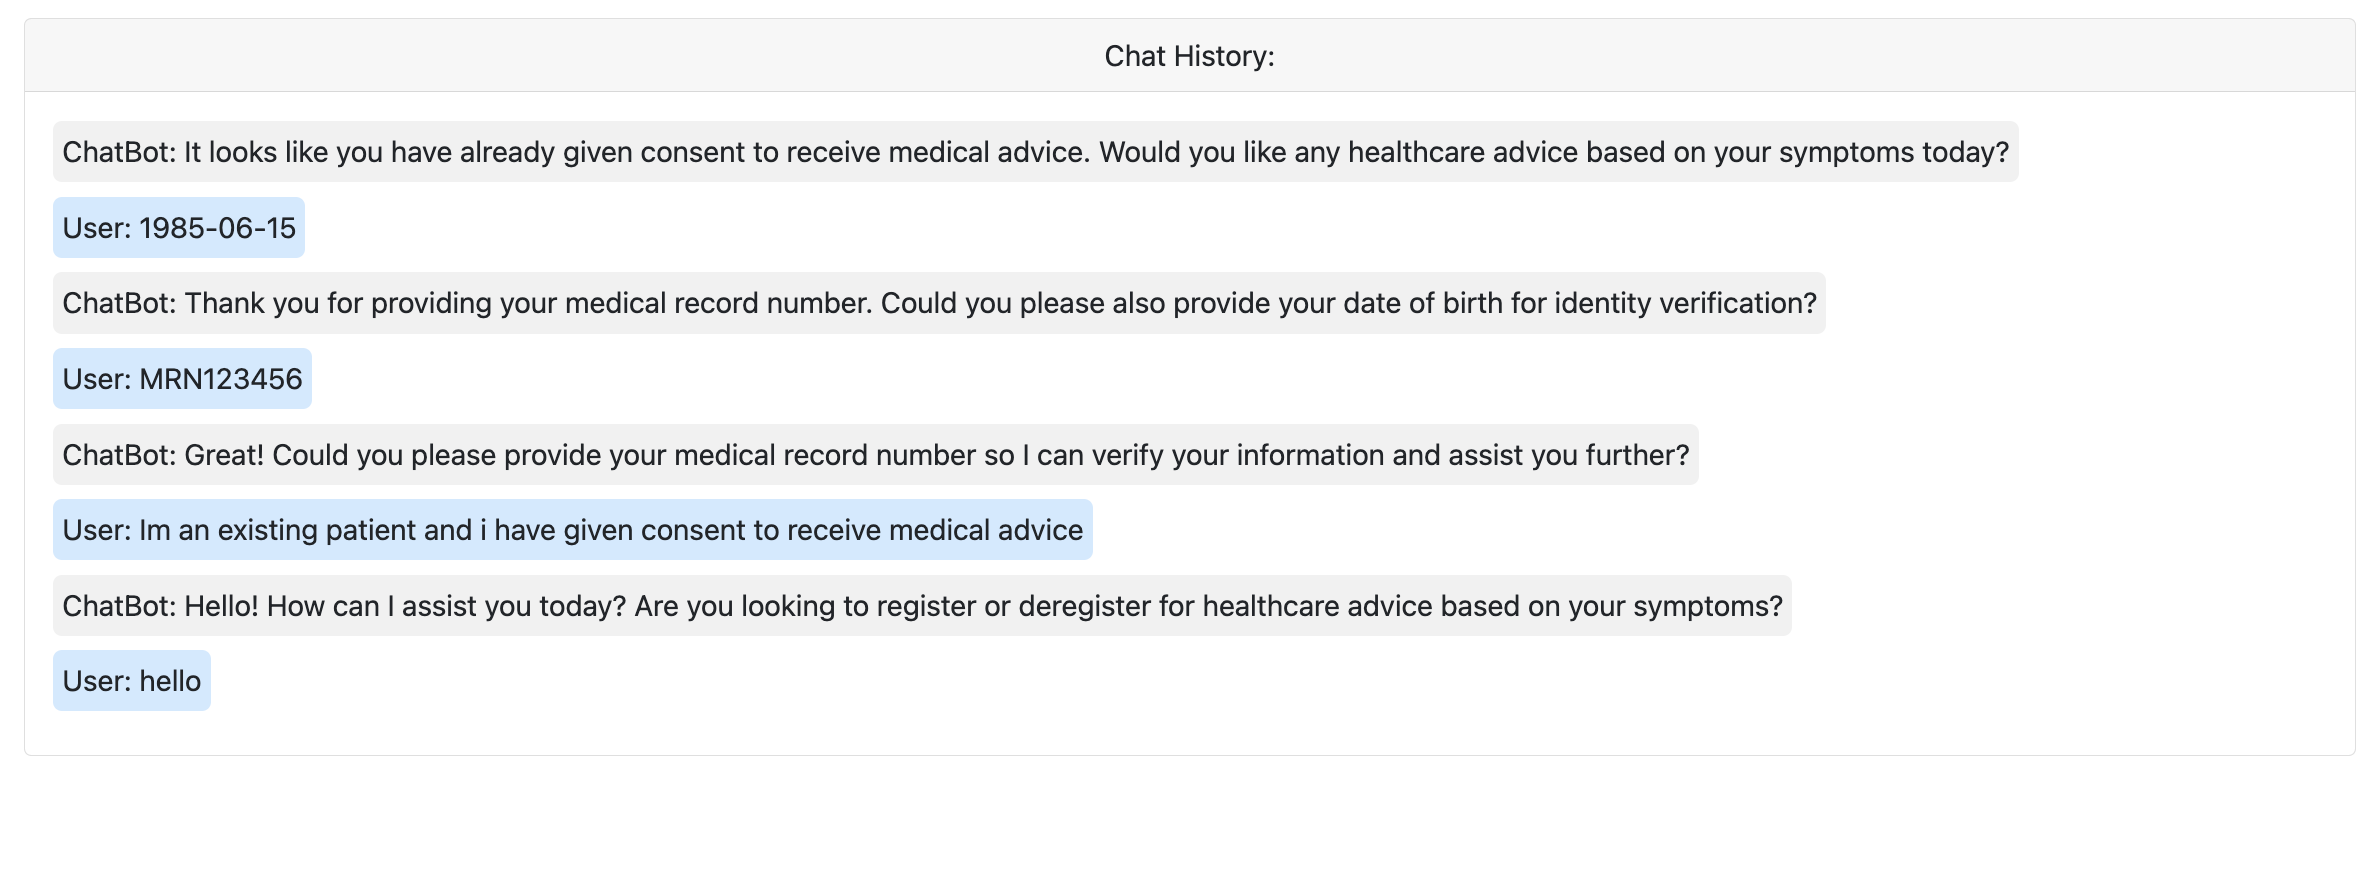 Chat History:
ChatBot: It looks like you have already given consent to receive medical advice. Would you like any healthcare advice based on your symptoms today?
User: 1985-06-15
ChatBot: Thank you for providing your medical record number. Could you please also provide your date of birth for identity verification?
User: MRN123456
ChatBot: Great! Could you please provide your medical record number so I can verify your information and assist you further?
User: Im an existing patient and i have given consent to receive medical advice
ChatBot: Hello! How can I assist you today? Are you looking to register or deregister for healthcare advice based on your symptoms?
User: hello